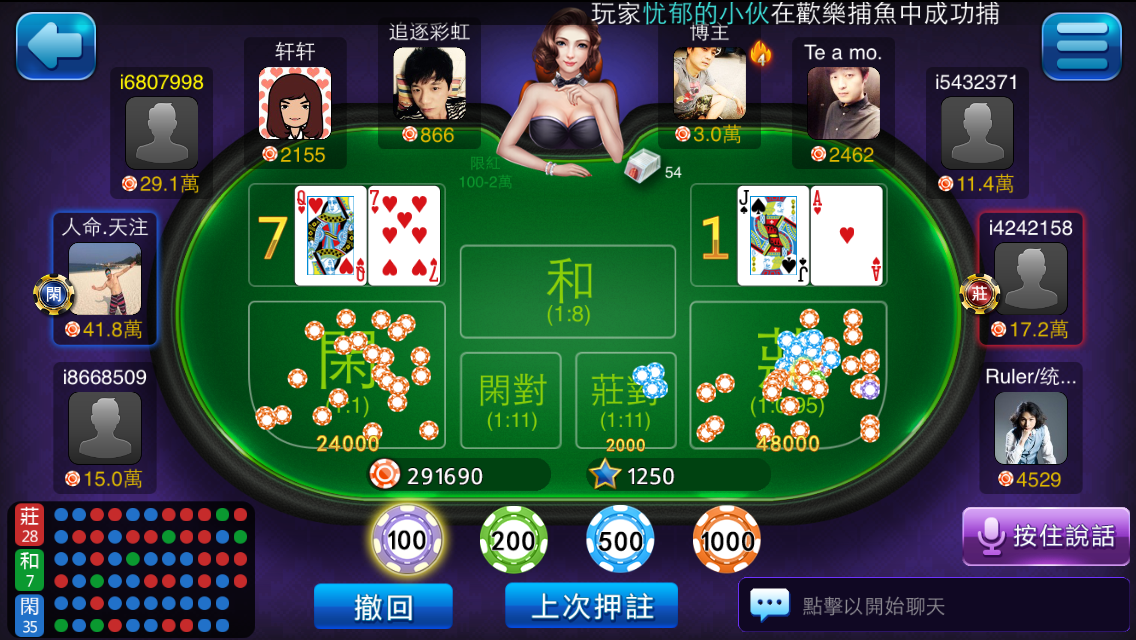 玩家忧郁的小伙在歡樂捕魚中成功捕
追逐彩虹
博主
4
轩轩
Te a mo.
i6807998
i5432371
866
3.0萬
2155
2462
限紅
100-2萬
54
29.1萬
11.4萬
人命.天注
i4242158
7
Q
Q
7
7
1
J
J
A
A
和
(1:8)
閑
莊
41.8萬
17.2萬
閑
(1:1)
閑對
(1:11)
莊對
(1:11)
莊
24000
2000
48000
i8668509
Ruler/统...
15.0萬
4529
291690
1250
莊
28
和
7
閑
35
100
200
500
1000
按住說話
撤回
上次押註
點擊以開始聊天